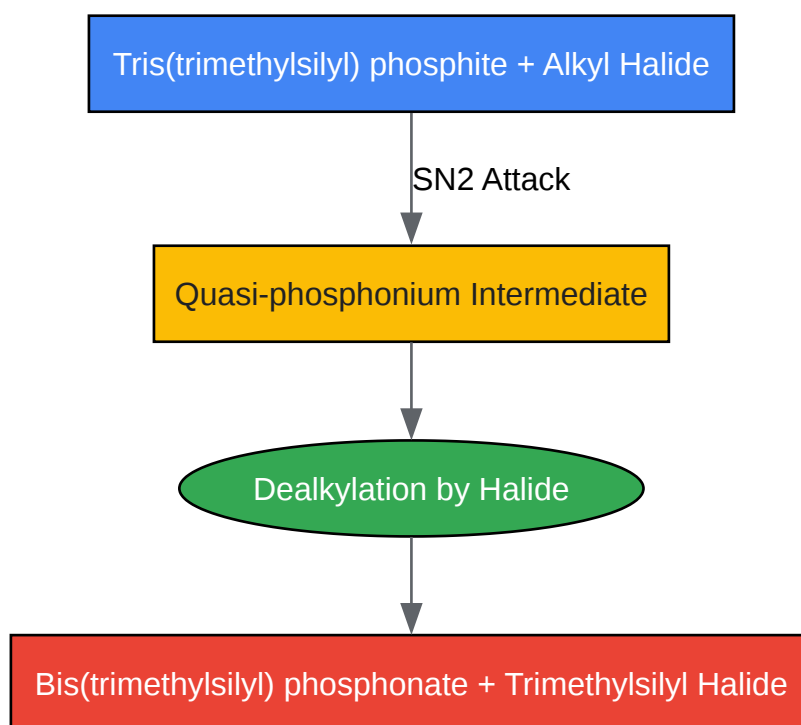 Tris(trimethylsilyl) phosphite + Alkyl Halide
SN2 Attack
Quasi-phosphonium Intermediate
Dealkylation by Halide
Bis(trimethylsilyl) phosphonate + Trimethylsilyl Halide